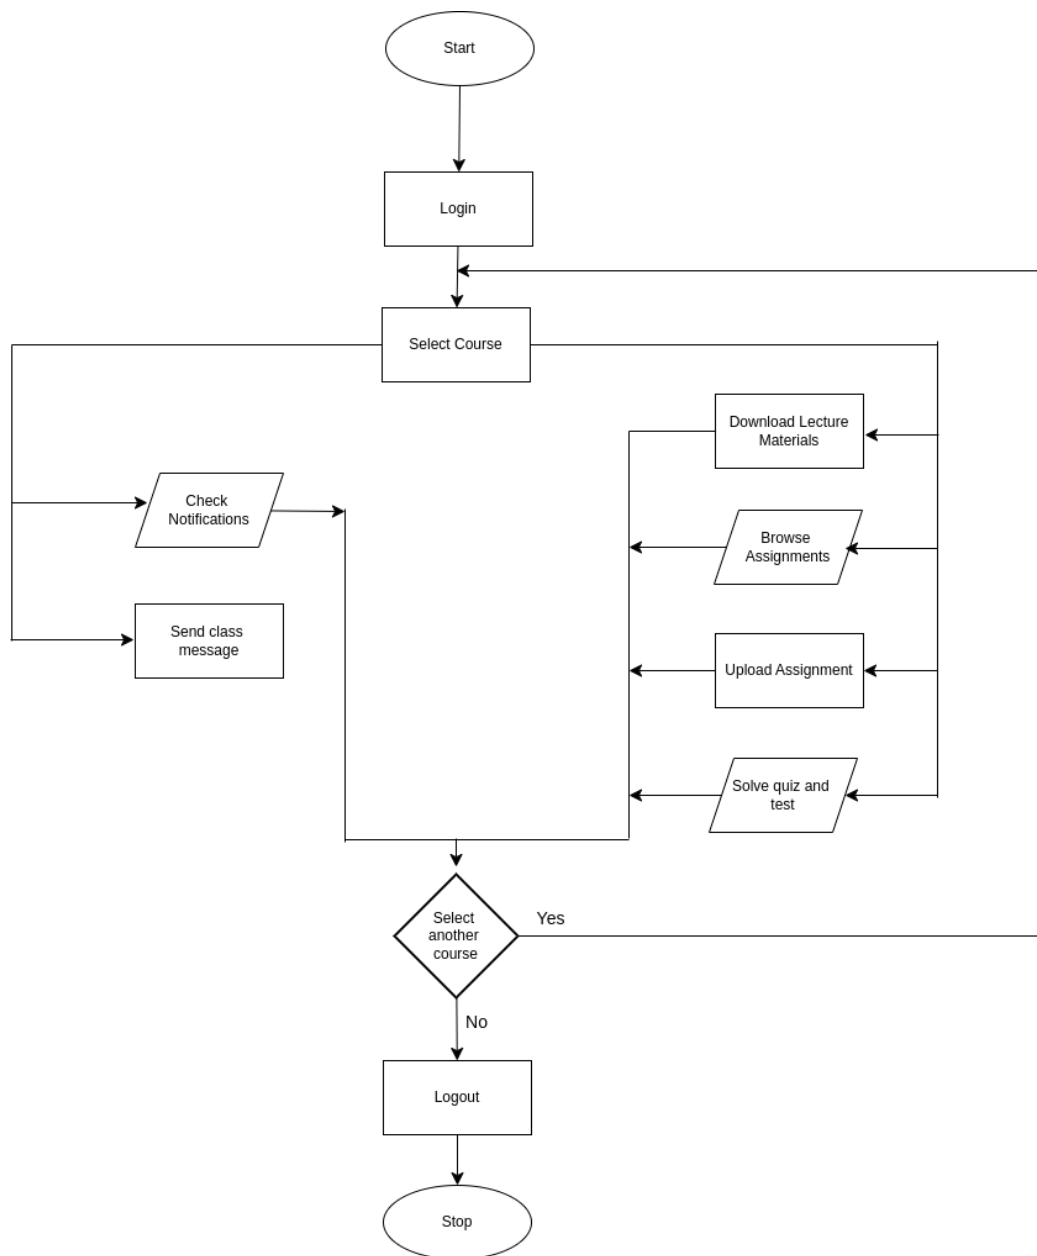 Start
Login
Select Course
Download Lecture
Materials
Check
Notifications
Browse
Assignments
Send class
message
Upload Assignment
Solve quiz and
test
Select
another
course
Yes
No
Logout
Stop